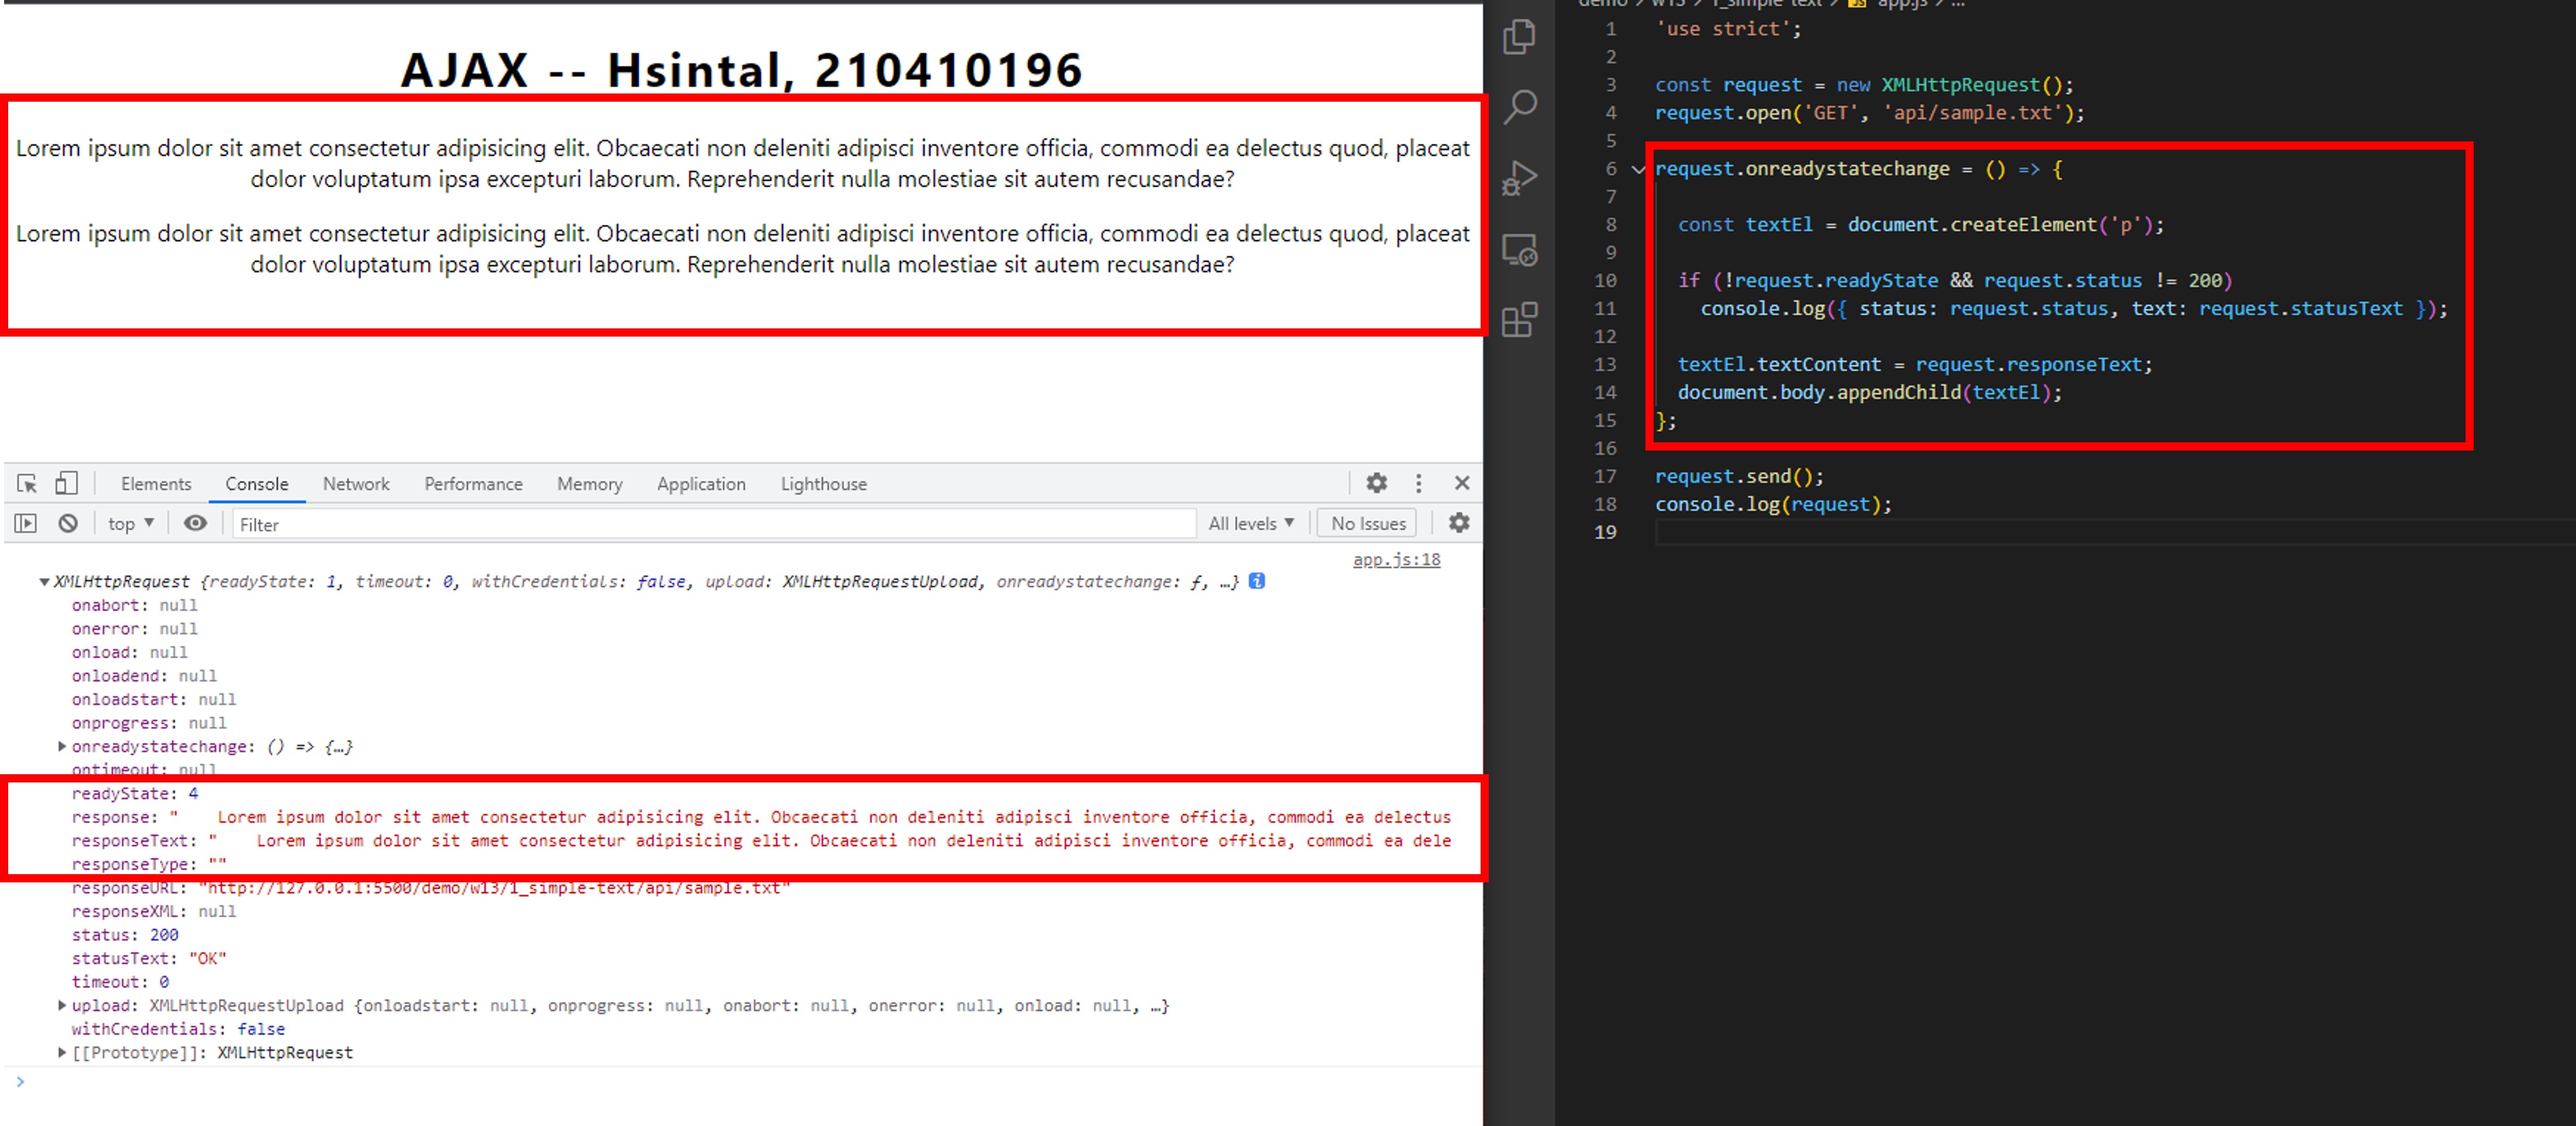 AJAX -- Hsintal, 210410196
Lorem ipsum dolor sit amet consectetur adipisicing elit. Obcaecati non deleniti adipisci inventore officia, commodi ea delectus quod, placeat
dolor voluptatum ipsa excepturi laborum. Reprehenderit nulla molestiae sit autem recusandae?
Lorem ipsum dolor sit amet consectetur adipisicing elit. Obcaecati non deleniti adipisci inventore officia, commodi ea delectus quod, placeat
dolor voluptatum ipsa excepturi laborum. Reprehenderit nulla molestiae sit autem recusandae?
Elements Console Network Performance Memory Application Lighthouse
top Filter All levels No Issues
app.js:18
XMLHttpRequest {readyState: 1, timeout: 0, withCredentials: false, upload: XMLHttpRequestUpload, onreadystatechange: ƒ, …}
onabort: null
onerror: null
onload: null
onloadend: null
onloadstart: null
onprogress: null
onreadystatechange: () => {…}
ontimeout: null
readyState: 4
response: "    Lorem ipsum dolor sit amet consectetur adipisicing elit. Obcaecati non deleniti adipisci inventore officia, commodi ea delectus
responseText: "    Lorem ipsum dolor sit amet consectetur adipisicing elit. Obcaecati non deleniti adipisci inventore officia, commodi ea dele
responseType: ""
responseURL: "http://127.0.0.1:5500/demo/w13/1_simple-text/api/sample.txt"
responseXML: null
status: 200
statusText: "OK"
timeout: 0
upload: XMLHttpRequestUpload {onloadstart: null, onprogress: null, onabort: null, onerror: null, onload: null, …}
withCredentials: false
[[Prototype]]: XMLHttpRequest
>
demo > w13 > 1_simple-text > JS app.js > ...
1 'use strict';
2
3 const request = new XMLHttpRequest();
4 request.open('GET', 'api/sample.txt');
5
6 request.onreadystatechange = () => {
7
8   const textEl = document.createElement('p');
9
10   if (!request.readyState && request.status != 200)
11     console.log({ status: request.status, text: request.statusText });
12
13   textEl.textContent = request.responseText;
14   document.body.appendChild(textEl);
15 };
16
17 request.send();
18 console.log(request);
19